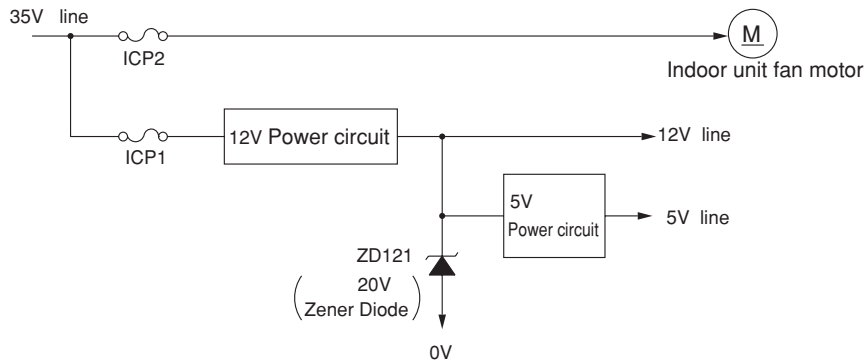 35V line
ICP2
M
Indoor unit fan motor
ICP1
12V Power circuit
12V line
5V
Power circuit
5V line
ZD121
20V
Zener Diode
0V